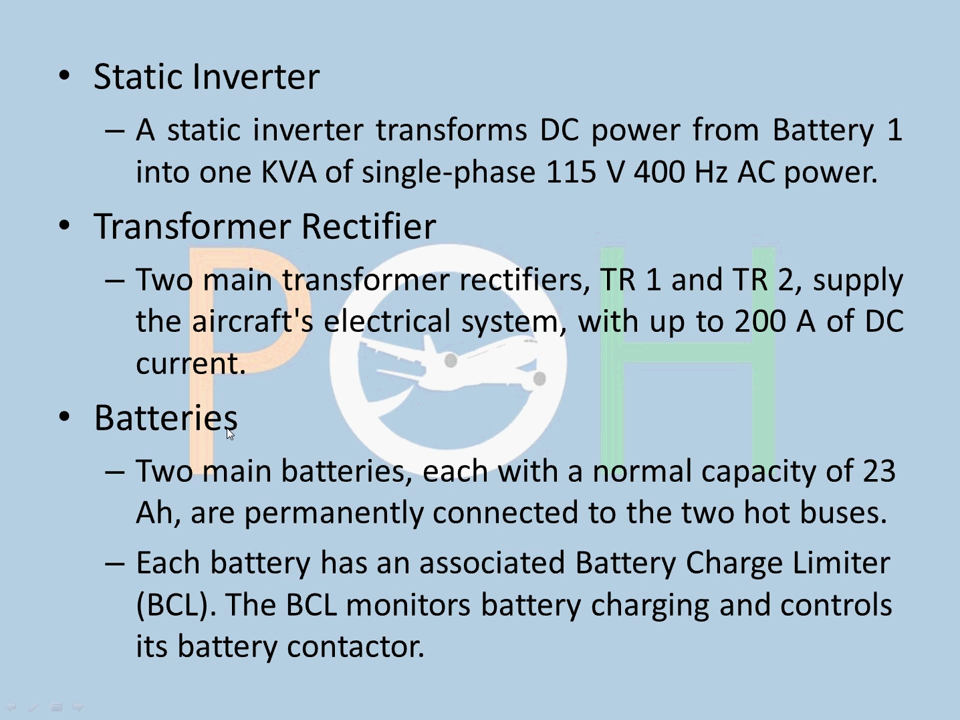 • Static Inverter
– A static inverter transforms DC power from Battery 1
into one KVA of single-phase 115 V 400 Hz AC power.
• Transformer Rectifier
– Two main transformer rectifiers, TR 1 and TR 2, supply
the aircraft's electrical system, with up to 200 A of DC
current.
• Batteries
– Two main batteries, each with a normal capacity of 23
Ah, are permanently connected to the two hot buses.
– Each battery has an associated Battery Charge Limiter
(BCL). The BCL monitors battery charging and controls
its battery contactor.
POH